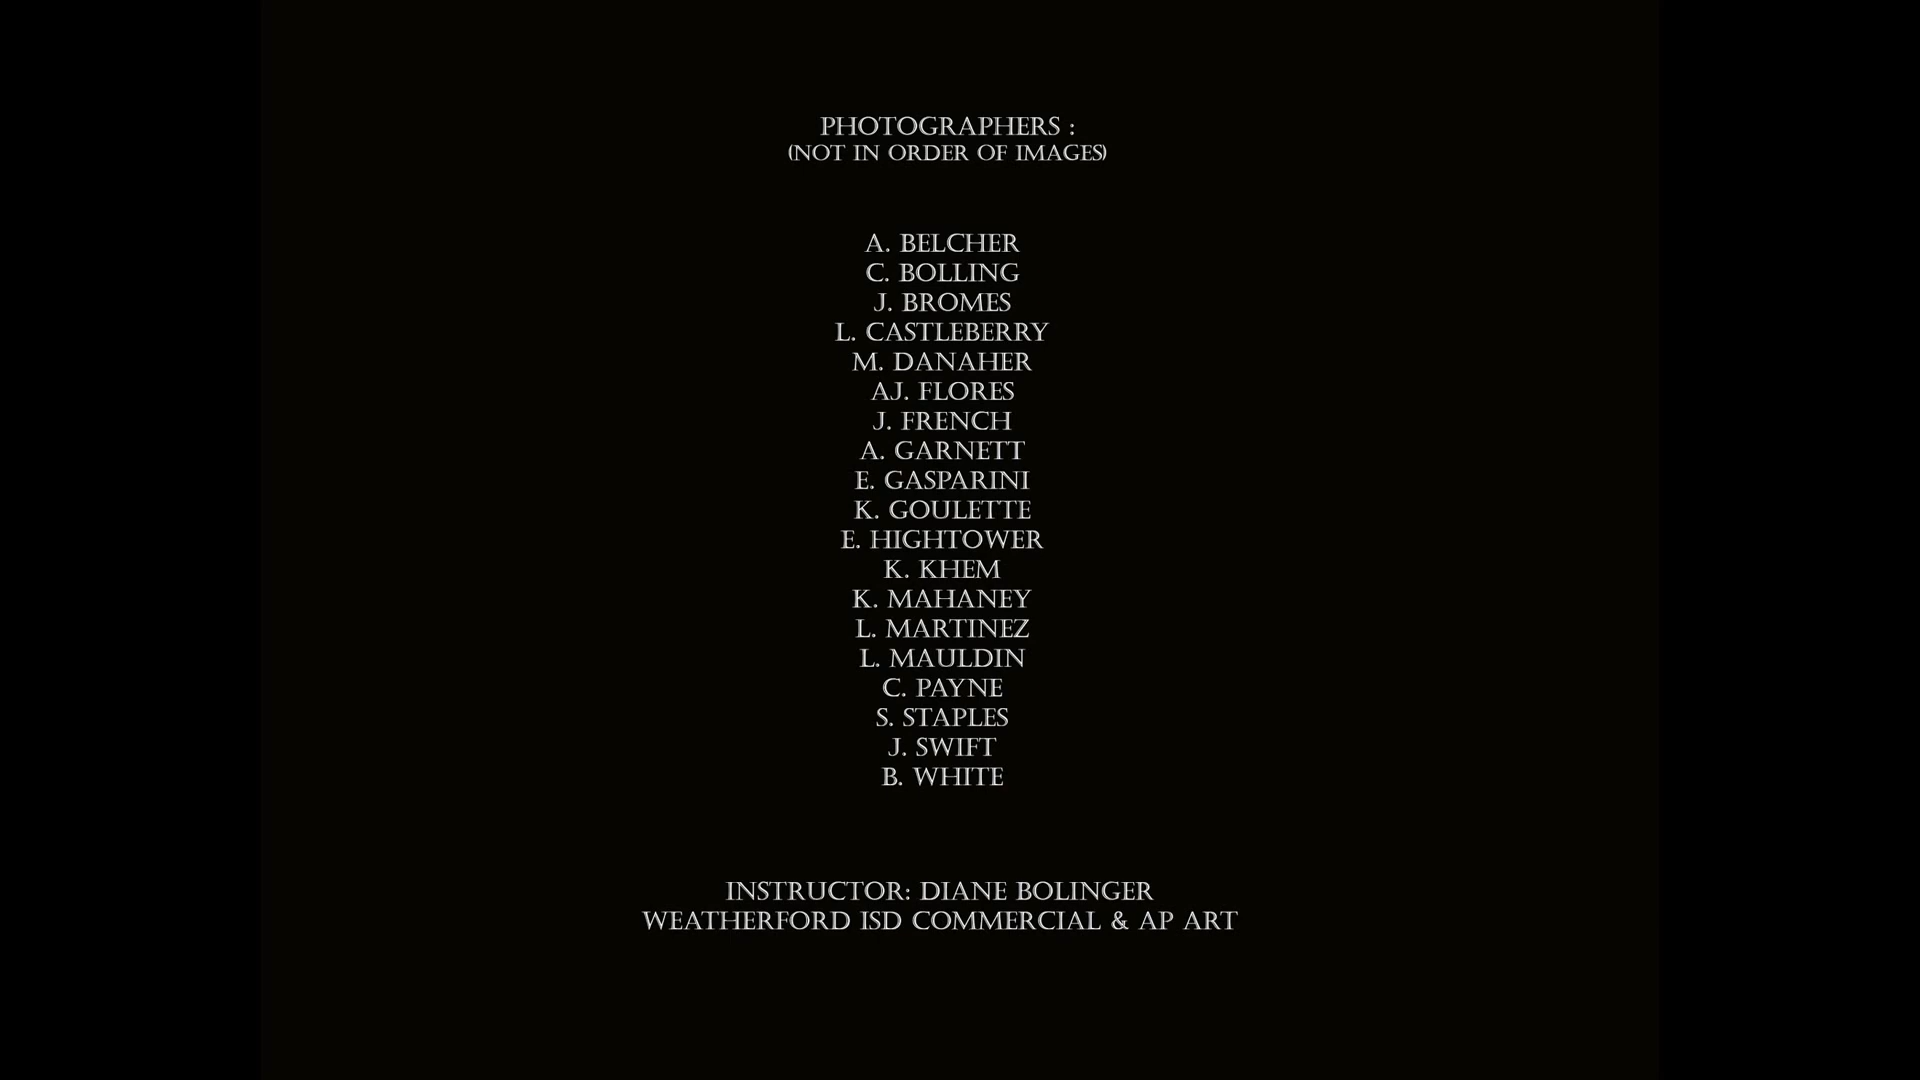 PHOTOGRAPHERS :
(NOT IN ORDER OF IMAGES)
A. BELCHER
C. BOLLING
J. BROMES
L. CASTLEBERRY
M. DANAHER
AJ. FLORES
J. FRENCH
A. GARNETT
E. GASPARINI
K. GOULETTE
E. HIGHTOWER
K. KHEM
K. MAHANEY
L. MARTINEZ
L. MAULDIN
C. PAYNE
S. STAPLES
J. SWIFT
B. WHITE
INSTRUCTOR: DIANE BOLINGER
WEATHERFORD ISD COMMERCIAL & AP ART